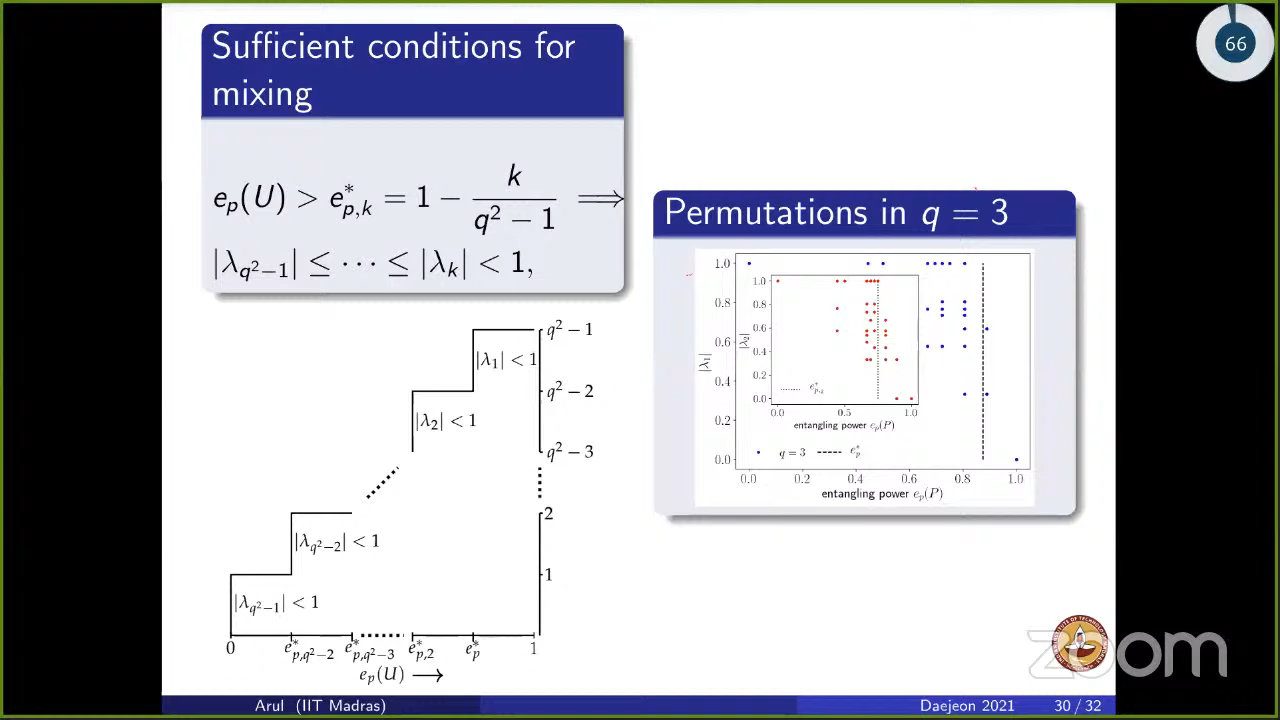 Sufficient conditions for
mixing
e_p(U) > e*_{p,k} = 1 − k/(q² − 1) ⟹
|λ_{q²−1}| ≤ ⋯ ≤ |λ_k| < 1,
66
Permutations in q = 3
1.0
0.8
0.6
0.4
0.2
0.0
|λ₁|
0.0 0.2 0.4 0.6 0.8 1.0
entangling power e_p(P)
q = 3
e*_p
1.0
0.8
0.6
0.4
0.2
0.0
|λ₂|
0.0 0.5 1.0
entangling power e_p(P)
q² − 1
|λ₁| < 1
q² − 2
|λ₂| < 1
q² − 3
2
|λ_{q²−2}| < 1
1
|λ_{q²−1}| < 1
0 e*_{p,q²−2} e*_{p,q²−3} e*_{p,2} e*_p 1
e_p(U) ⟶
zoom
Arul (IIT Madras) Daejeon 2021 30 / 32